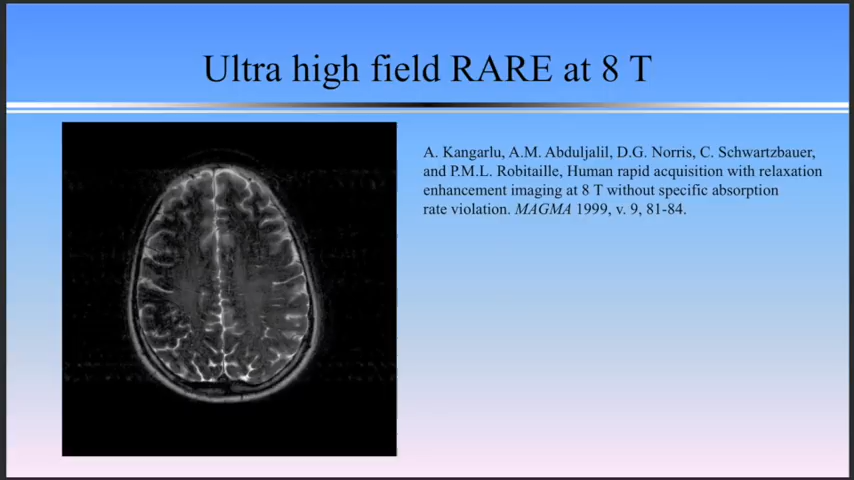 Ultra high field RARE at 8 T
A. Kangarlu, A.M. Abduljalil, D.G. Norris, C. Schwartzbauer,
and P.M.L. Robitaille, Human rapid acquisition with relaxation
enhancement imaging at 8 T without specific absorption
rate violation. MAGMA 1999, v. 9, 81-84.